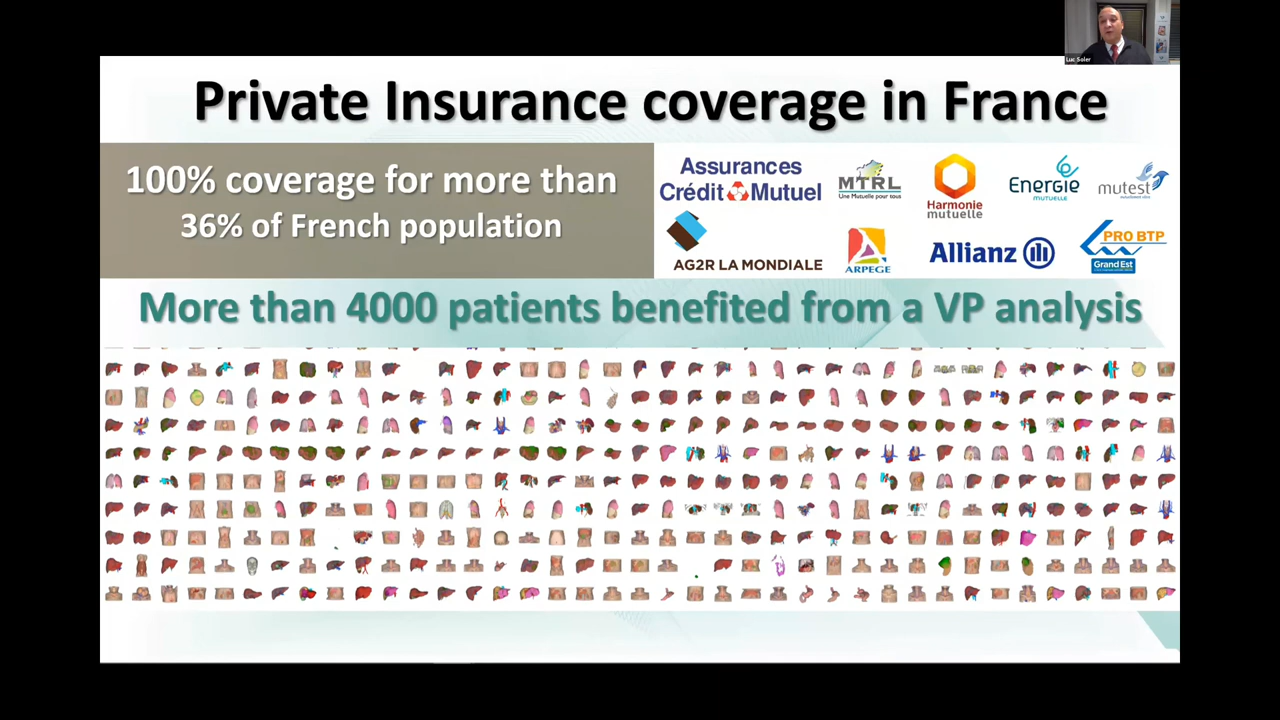 Luc Soler
Private Insurance coverage in France
100% coverage for more than
36% of French population
Assurances
Crédit Mutuel
MTRL
Une Mutuelle pour tous
Harmonie
mutuelle
Energie
MUTUELLE
mutest
AG2R LA MONDIALE
ARPEGE
Allianz
PRO BTP
Grand Est
More than 4000 patients benefited from a VP analysis